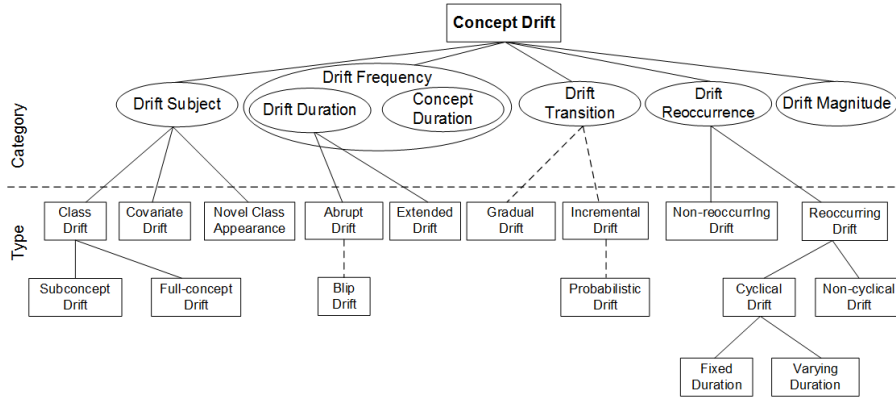 Concept Drift
Drift Frequency
Drift Subject
Drift Duration
Concept
Duration
Drift
Transition
Drift
Reoccurrence
Drift Magnitude
Category
Type
Class
Drift
Covariate
Drift
Novel Class
Appearance
Abrupt
Drift
Extended
Drift
Gradual
Drift
Incremental
Drift
Non-reoccurrIng
Drift
Reoccurring
Drift
Subconcept
Drift
Full-concept
Drift
Blip
Drift
Probabilistic
Drift
Cyclical
Drift
Non-cyclical
Drift
Fixed
Duration
Varying
Duration